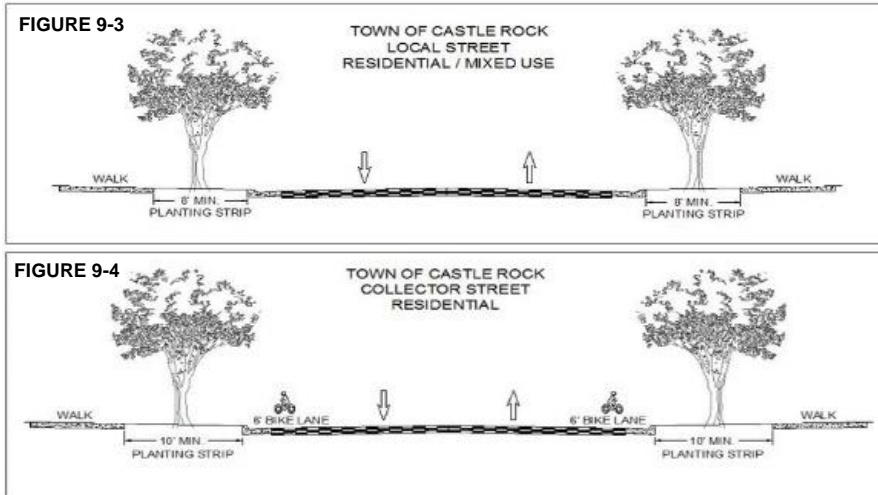 FIGURE 9-3
TOWN OF CASTLE ROCK
LOCAL STREET
RESIDENTIAL / MIXED USE
WALK
WALK
8' MIN.
PLANTING STRIP
8' MIN.
PLANTING STRIP
FIGURE 9-4
TOWN OF CASTLE ROCK
COLLECTOR STREET
RESIDENTIAL
WALK
6' BIKE LANE
6' BIKE LANE
WALK
10' MIN.
PLANTING STRIP
10' MIN.
PLANTING STRIP